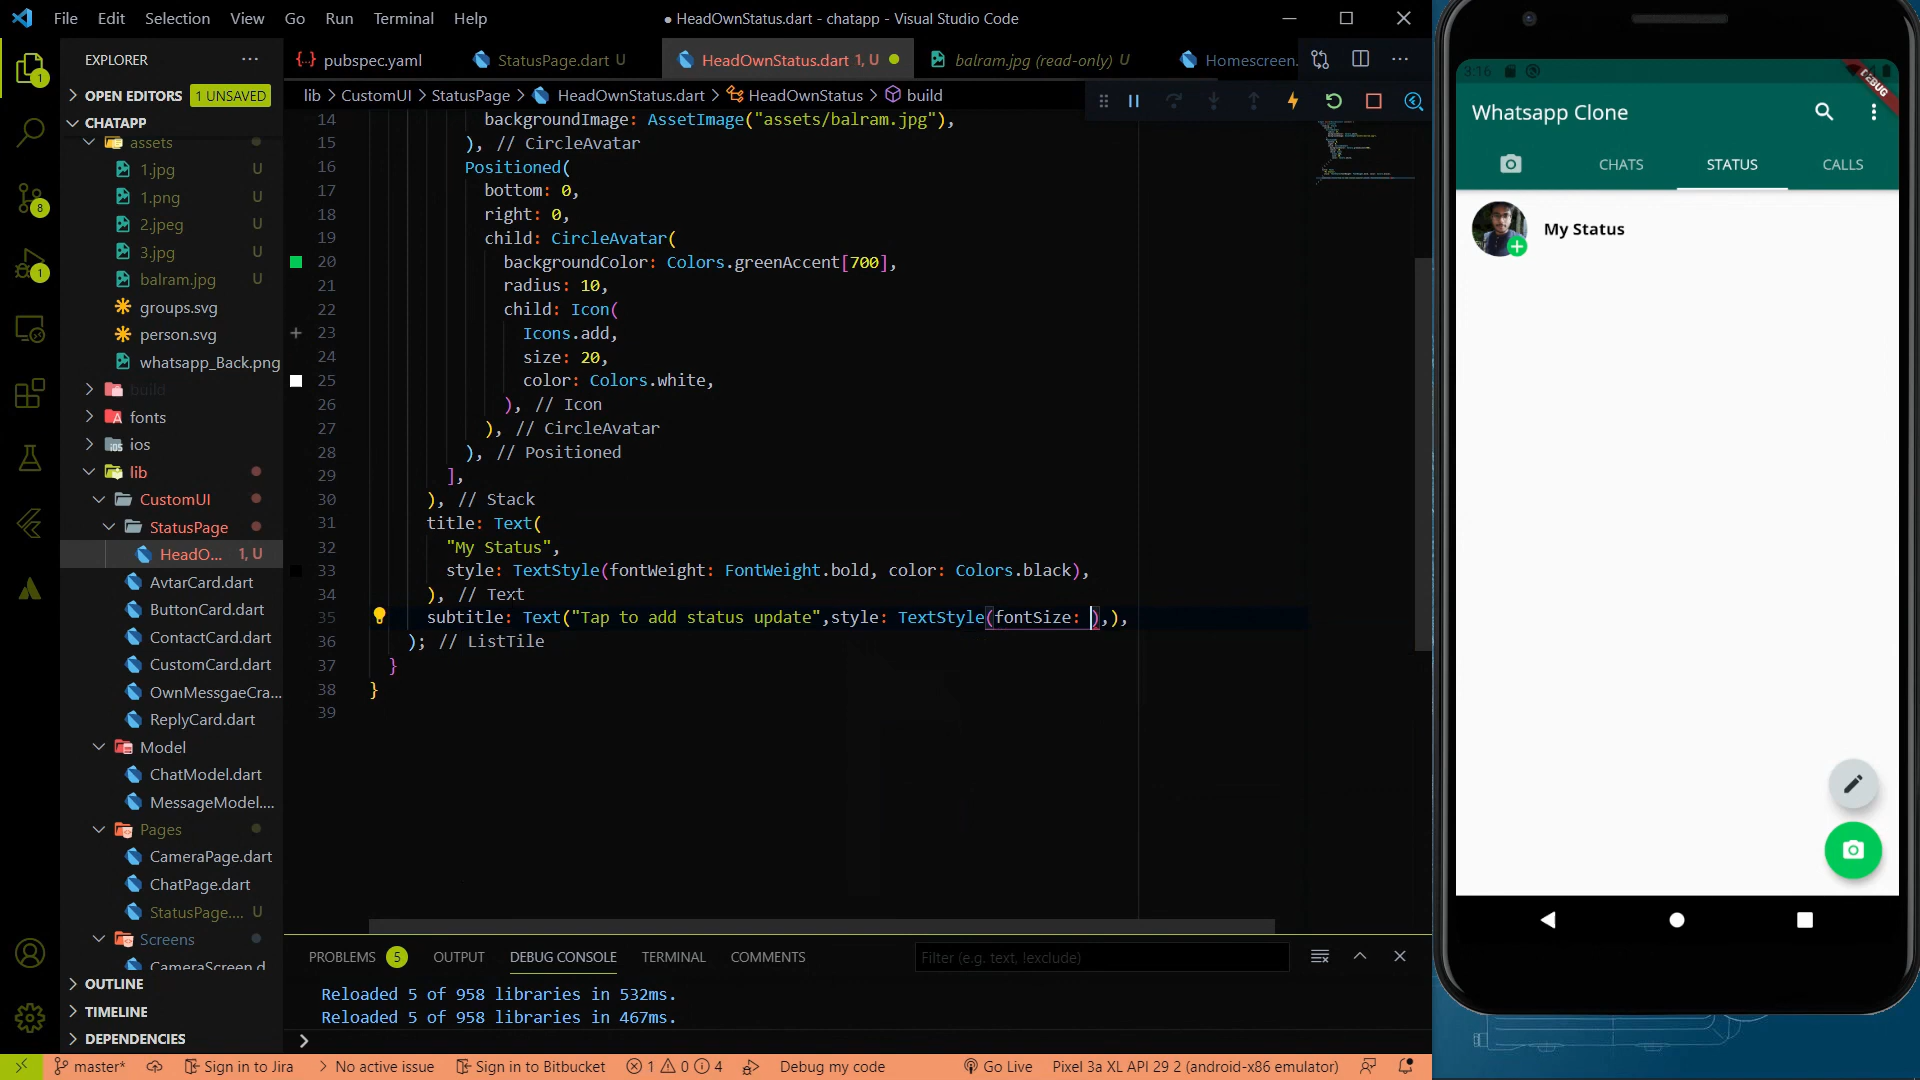 File Edit Selection View Go Run Terminal Help
● HeadOwnStatus.dart - chatapp - Visual Studio Code
EXPLORER
pubspec.yaml
StatusPage.dart U
HeadOwnStatus.dart 1, U
balram.jpg (read-only) U
Homescreen.
OPEN EDITORS 1 UNSAVED
lib > CustomUI > StatusPage > HeadOwnStatus.dart > HeadOwnStatus > build
CHATAPP
assets
1.jpg U
1.png U
2.jpeg U
3.jpg U
balram.jpg U
groups.svg
person.svg
whatsapp_Back.png
build
fonts
ios
lib
CustomUI
StatusPage
HeadO... 1, U
AvtarCard.dart
ButtonCard.dart
ContactCard.dart
CustomCard.dart
OwnMessgaeCra...
ReplyCard.dart
Model
ChatModel.dart
MessageModel....
Pages
CameraPage.dart
ChatPage.dart
StatusPage.... U
Screens
CameraScreen.d
OUTLINE
TIMELINE
DEPENDENCIES
1
8
1
14 backgroundImage: AssetImage("assets/balram.jpg"),
15 ), // CircleAvatar
16 Positioned(
17 bottom: 0,
18 right: 0,
19 child: CircleAvatar(
20 backgroundColor: Colors.greenAccent[700],
21 radius: 10,
22 child: Icon(
23 Icons.add,
24 size: 20,
25 color: Colors.white,
26 ), // Icon
27 ), // CircleAvatar
28 ), // Positioned
29 ],
30 ), // Stack
31 title: Text(
32 "My Status",
33 style: TextStyle(fontWeight: FontWeight.bold, color: Colors.black),
34 ), // Text
35 subtitle: Text("Tap to add status update",style: TextStyle(fontSize: ),),
36 ); // ListTile
37 }
38 }
39
PROBLEMS 5 OUTPUT DEBUG CONSOLE TERMINAL COMMENTS
Filter (e.g. text, !exclude)
Reloaded 5 of 958 libraries in 532ms.
Reloaded 5 of 958 libraries in 467ms.
>
master* Sign in to Jira > No active issue Sign in to Bitbucket 1 0 4 Debug my code Go Live Pixel 3a XL API 29 2 (android-x86 emulator)
3:16
DEBUG
Whatsapp Clone
CHATS STATUS CALLS
My Status